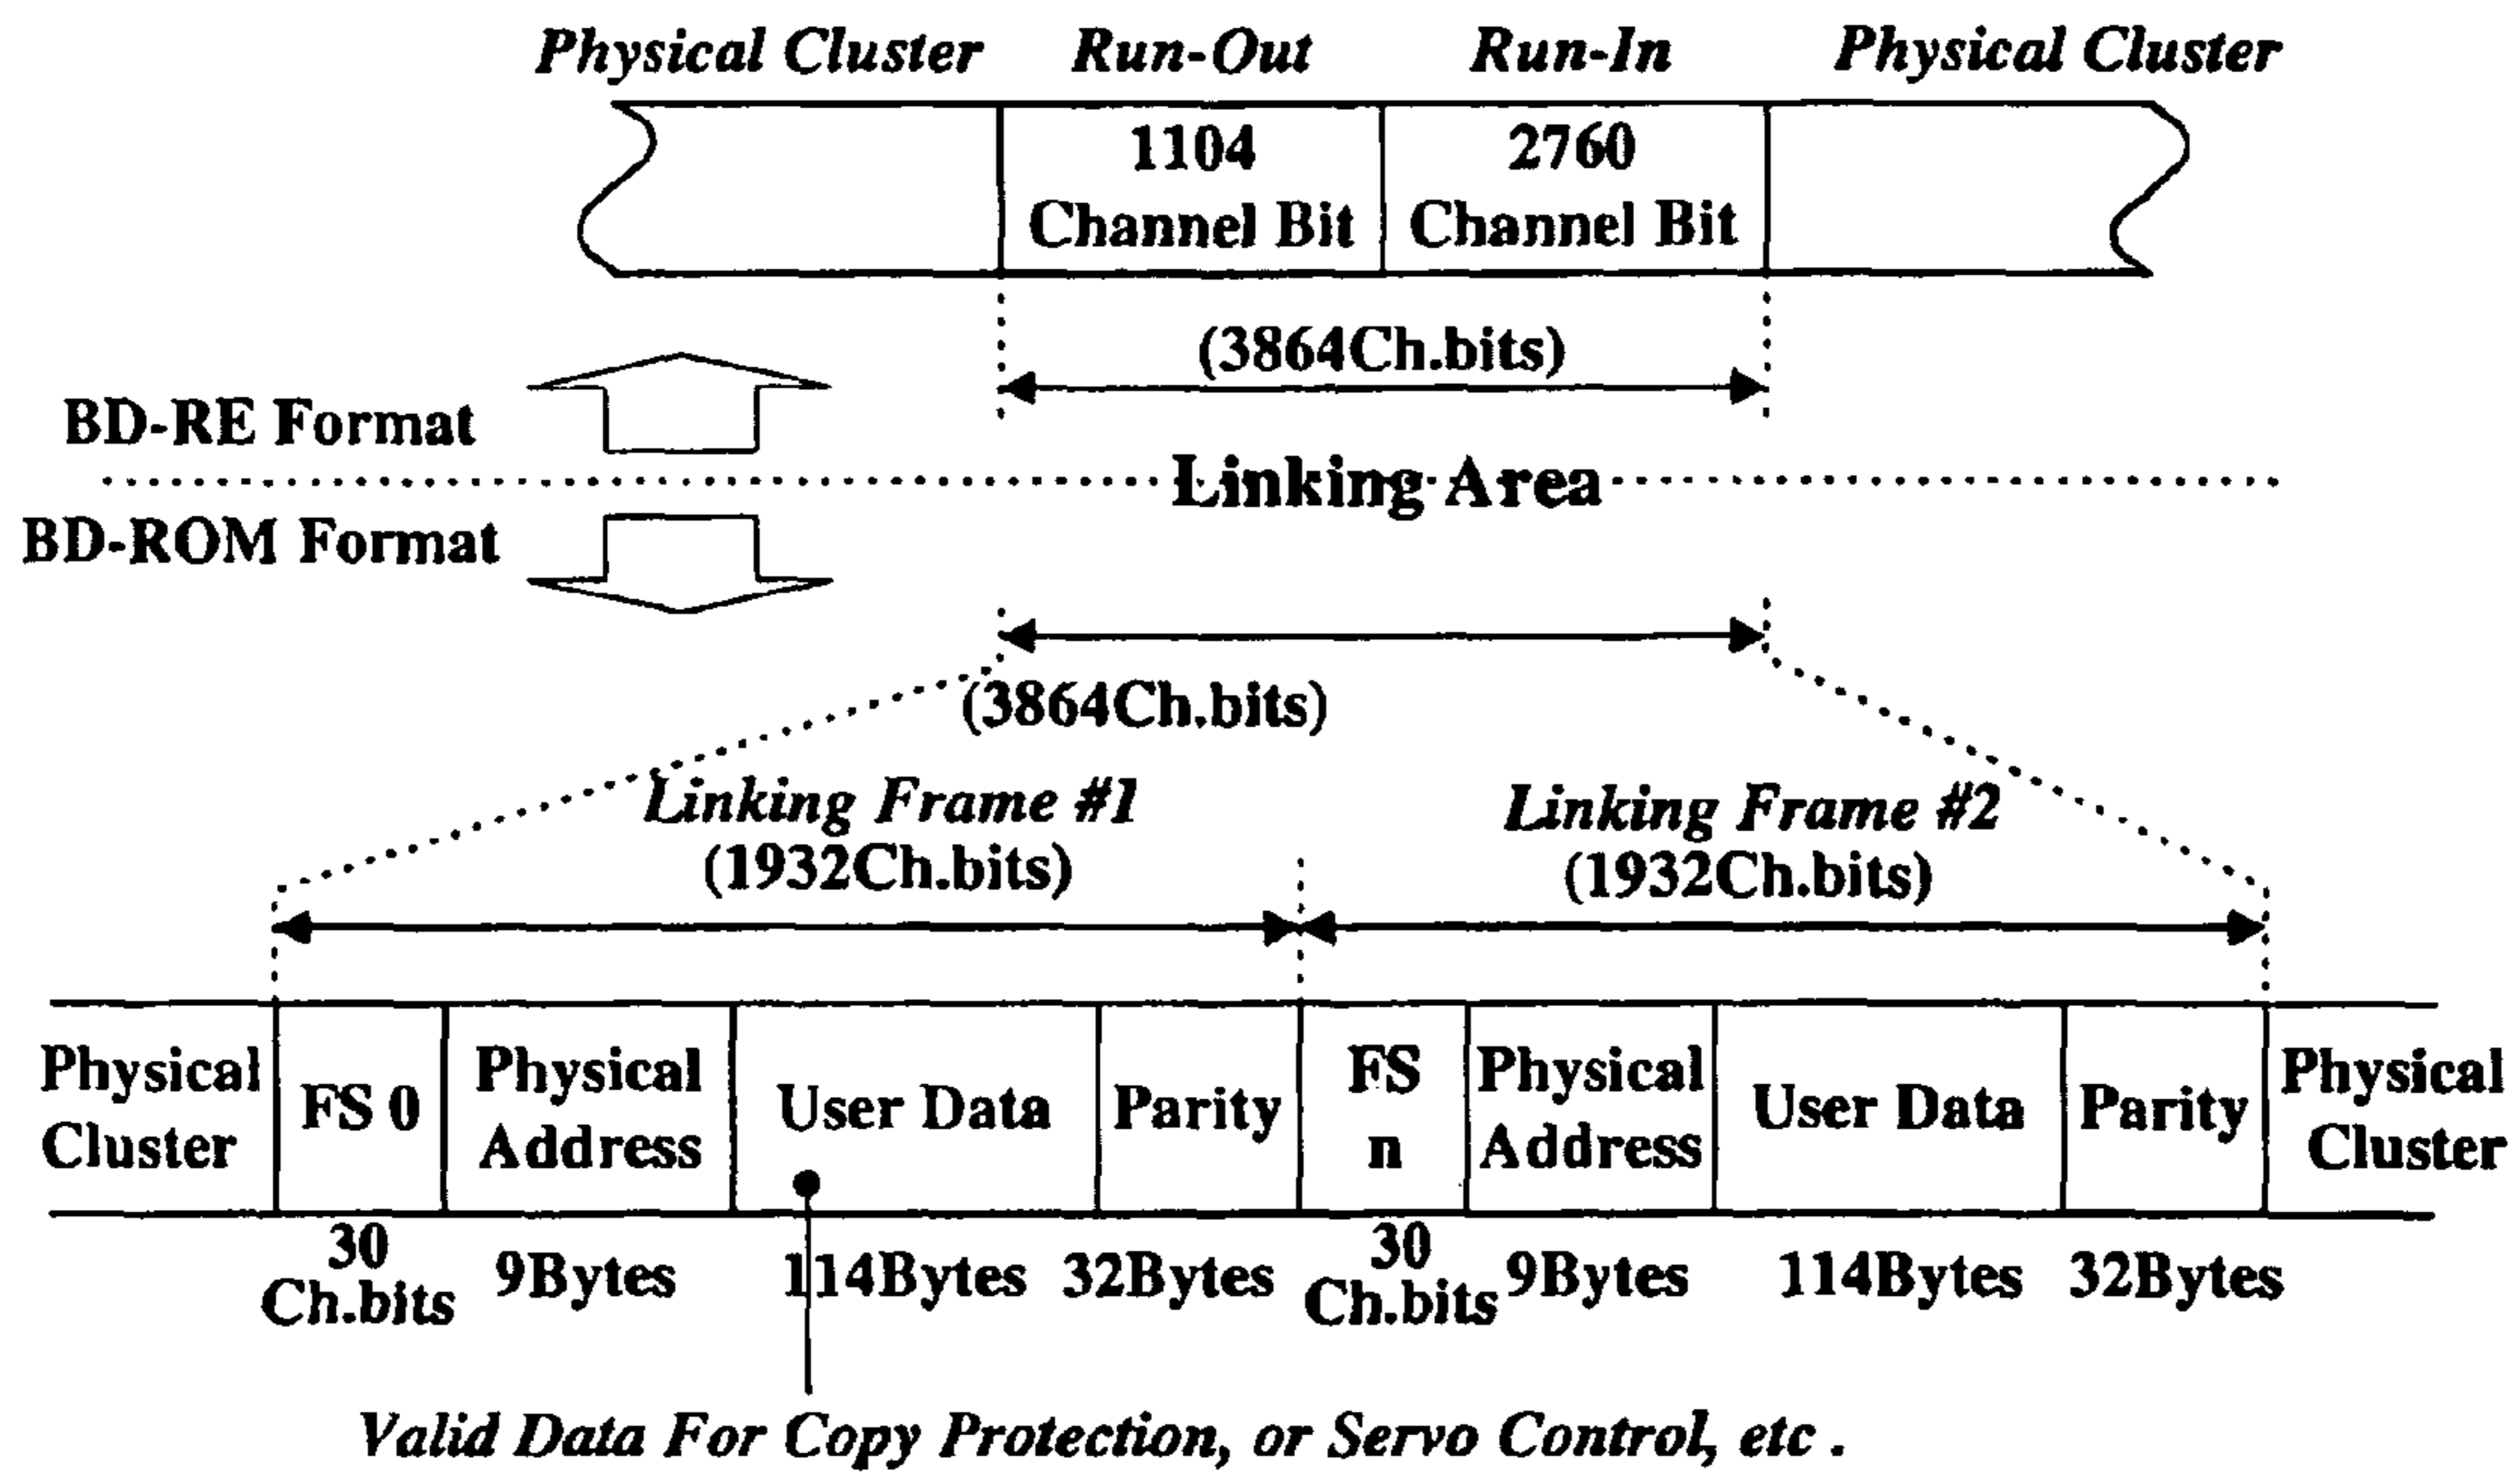 Physical Cluster Run-Out Run-In Physical Cluster
1104 2760
Channel Bit Channel Bit
(3864Ch.bits)
BD-RE Format
Linking Area
BD-ROM Format
(3864Ch.bits)
Linking Frame #1 Linking Frame #2
(1932Ch.bits) (1932Ch.bits)
Physical Cluster FS 0 Physical Address User Data Parity FS n Physical Address User Data Parity Physical Cluster
30 Ch.bits 9Bytes 114Bytes 32Bytes 30 Ch.bits 9Bytes 114Bytes 32Bytes
Valid Data For Copy Protection, or Servo Control, etc .